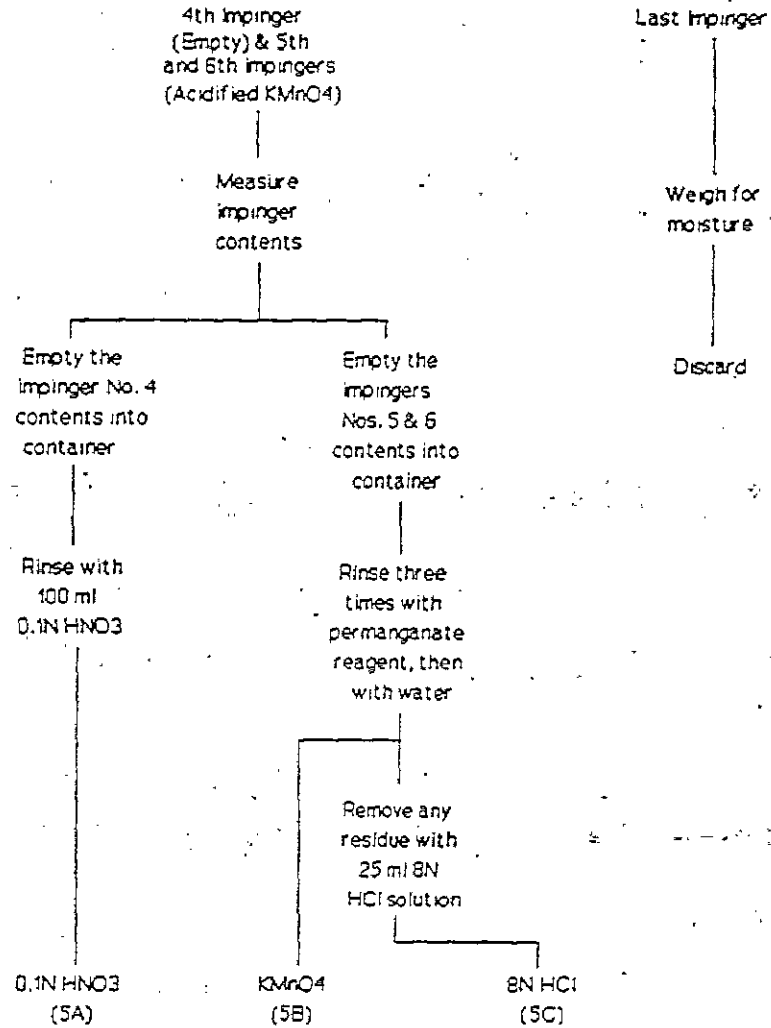 4th Impinger
(Empty) & 5th
and 6th impingers
(Acidified KMnO4)
Last Impinger
Measure
impinger
contents
Weigh for
moisture
Empty the
impinger No. 4
contents into
container
Empty the
impingers
Nos. 5 & 6
contents into
container
Discard
Rinse with
100 ml
0.1N HNO3
Rinse three
times with
permanganate
reagent, then
with water
Remove any
residue with
25 ml 8N
HCl solution
0.1N HNO3
(5A)
KMnO4
(5B)
8N HCl
(5C)